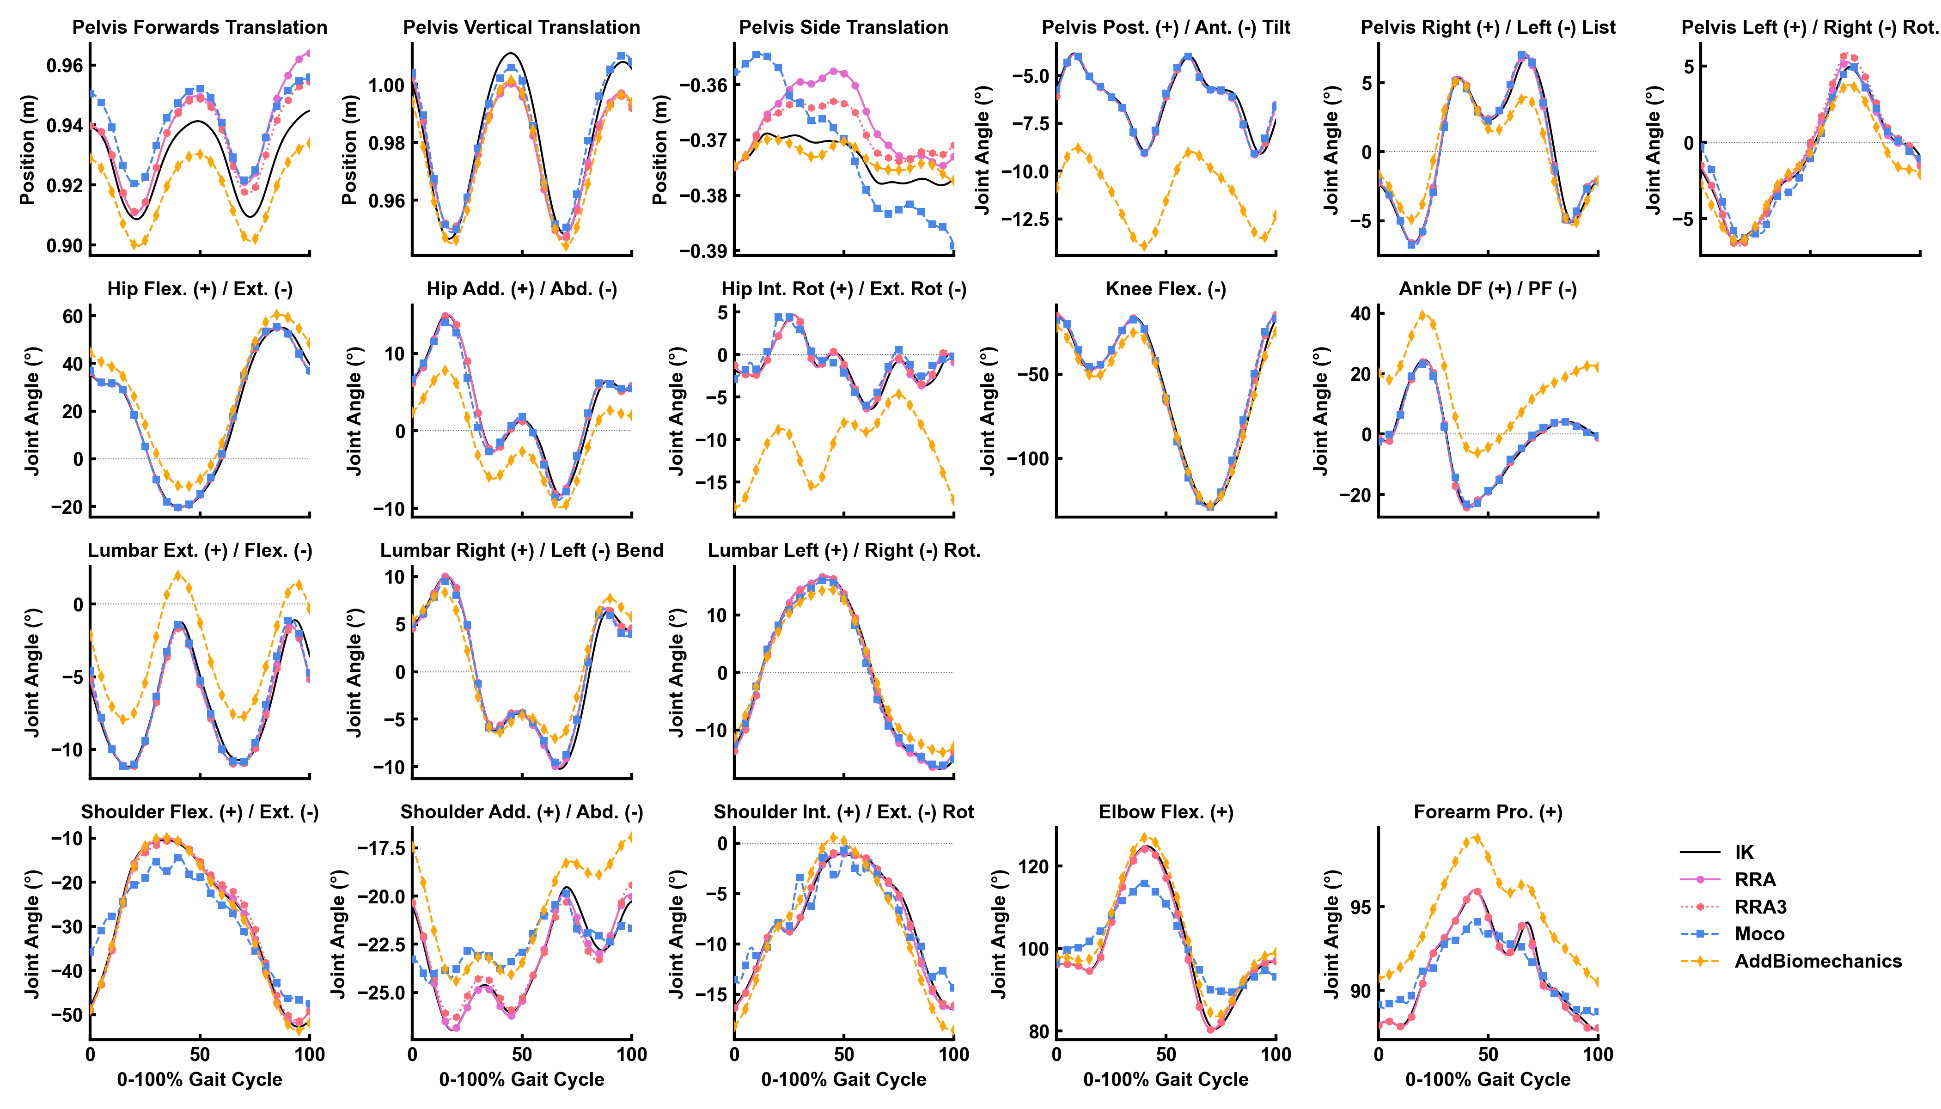 Pelvis Forwards Translation
Pelvis Vertical Translation
Pelvis Side Translation
Pelvis Post. (+) / Ant. (-) Tilt
Pelvis Right (+) / Left (-) List
Pelvis Left (+) / Right (-) Rot.
Position (m)
0.96
0.94
0.92
0.90
Position (m)
1.00
0.98
0.96
Position (m)
−0.36
−0.37
−0.38
−0.39
Joint Angle (°)
−5.0
−7.5
−10.0
−12.5
Joint Angle (°)
5
0
−5
Joint Angle (°)
5
0
−5
Hip Flex. (+) / Ext. (-)
Hip Add. (+) / Abd. (-)
Hip Int. Rot (+) / Ext. Rot (-)
Knee Flex. (-)
Ankle DF (+) / PF (-)
Joint Angle (°)
60
40
20
0
−20
Joint Angle (°)
10
0
−10
Joint Angle (°)
5
0
−5
−10
−15
Joint Angle (°)
−50
−100
Joint Angle (°)
40
20
0
−20
Lumbar Ext. (+) / Flex. (-)
Lumbar Right (+) / Left (-) Bend
Lumbar Left (+) / Right (-) Rot.
Joint Angle (°)
0
−5
−10
Joint Angle (°)
10
5
0
−5
−10
Joint Angle (°)
10
0
−10
Shoulder Flex. (+) / Ext. (-)
Shoulder Add. (+) / Abd. (-)
Shoulder Int. (+) / Ext. (-) Rot
Elbow Flex. (+)
Forearm Pro. (+)
Joint Angle (°)
−10
−20
−30
−40
−50
0
50
100
0-100% Gait Cycle
Joint Angle (°)
−17.5
−20.0
−22.5
−25.0
0
50
100
0-100% Gait Cycle
Joint Angle (°)
0
−5
−10
−15
0
50
100
0-100% Gait Cycle
Joint Angle (°)
120
100
80
0
50
100
0-100% Gait Cycle
Joint Angle (°)
95
90
0
50
100
0-100% Gait Cycle
IK
RRA
RRA3
Moco
AddBiomechanics